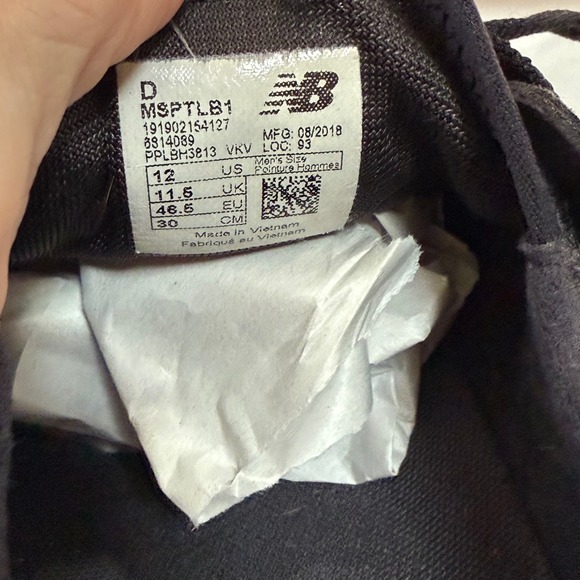 D
NB
MSPTLB1
191902154127
6814089 MFG: 08/2018
PPLBH3813 VKV LOC: 93
12 US Men's Size
11.5 UK Pointure Hommes
46.5 EU
30 CM
Made in Vietnam
Fabriqué au Vietnam